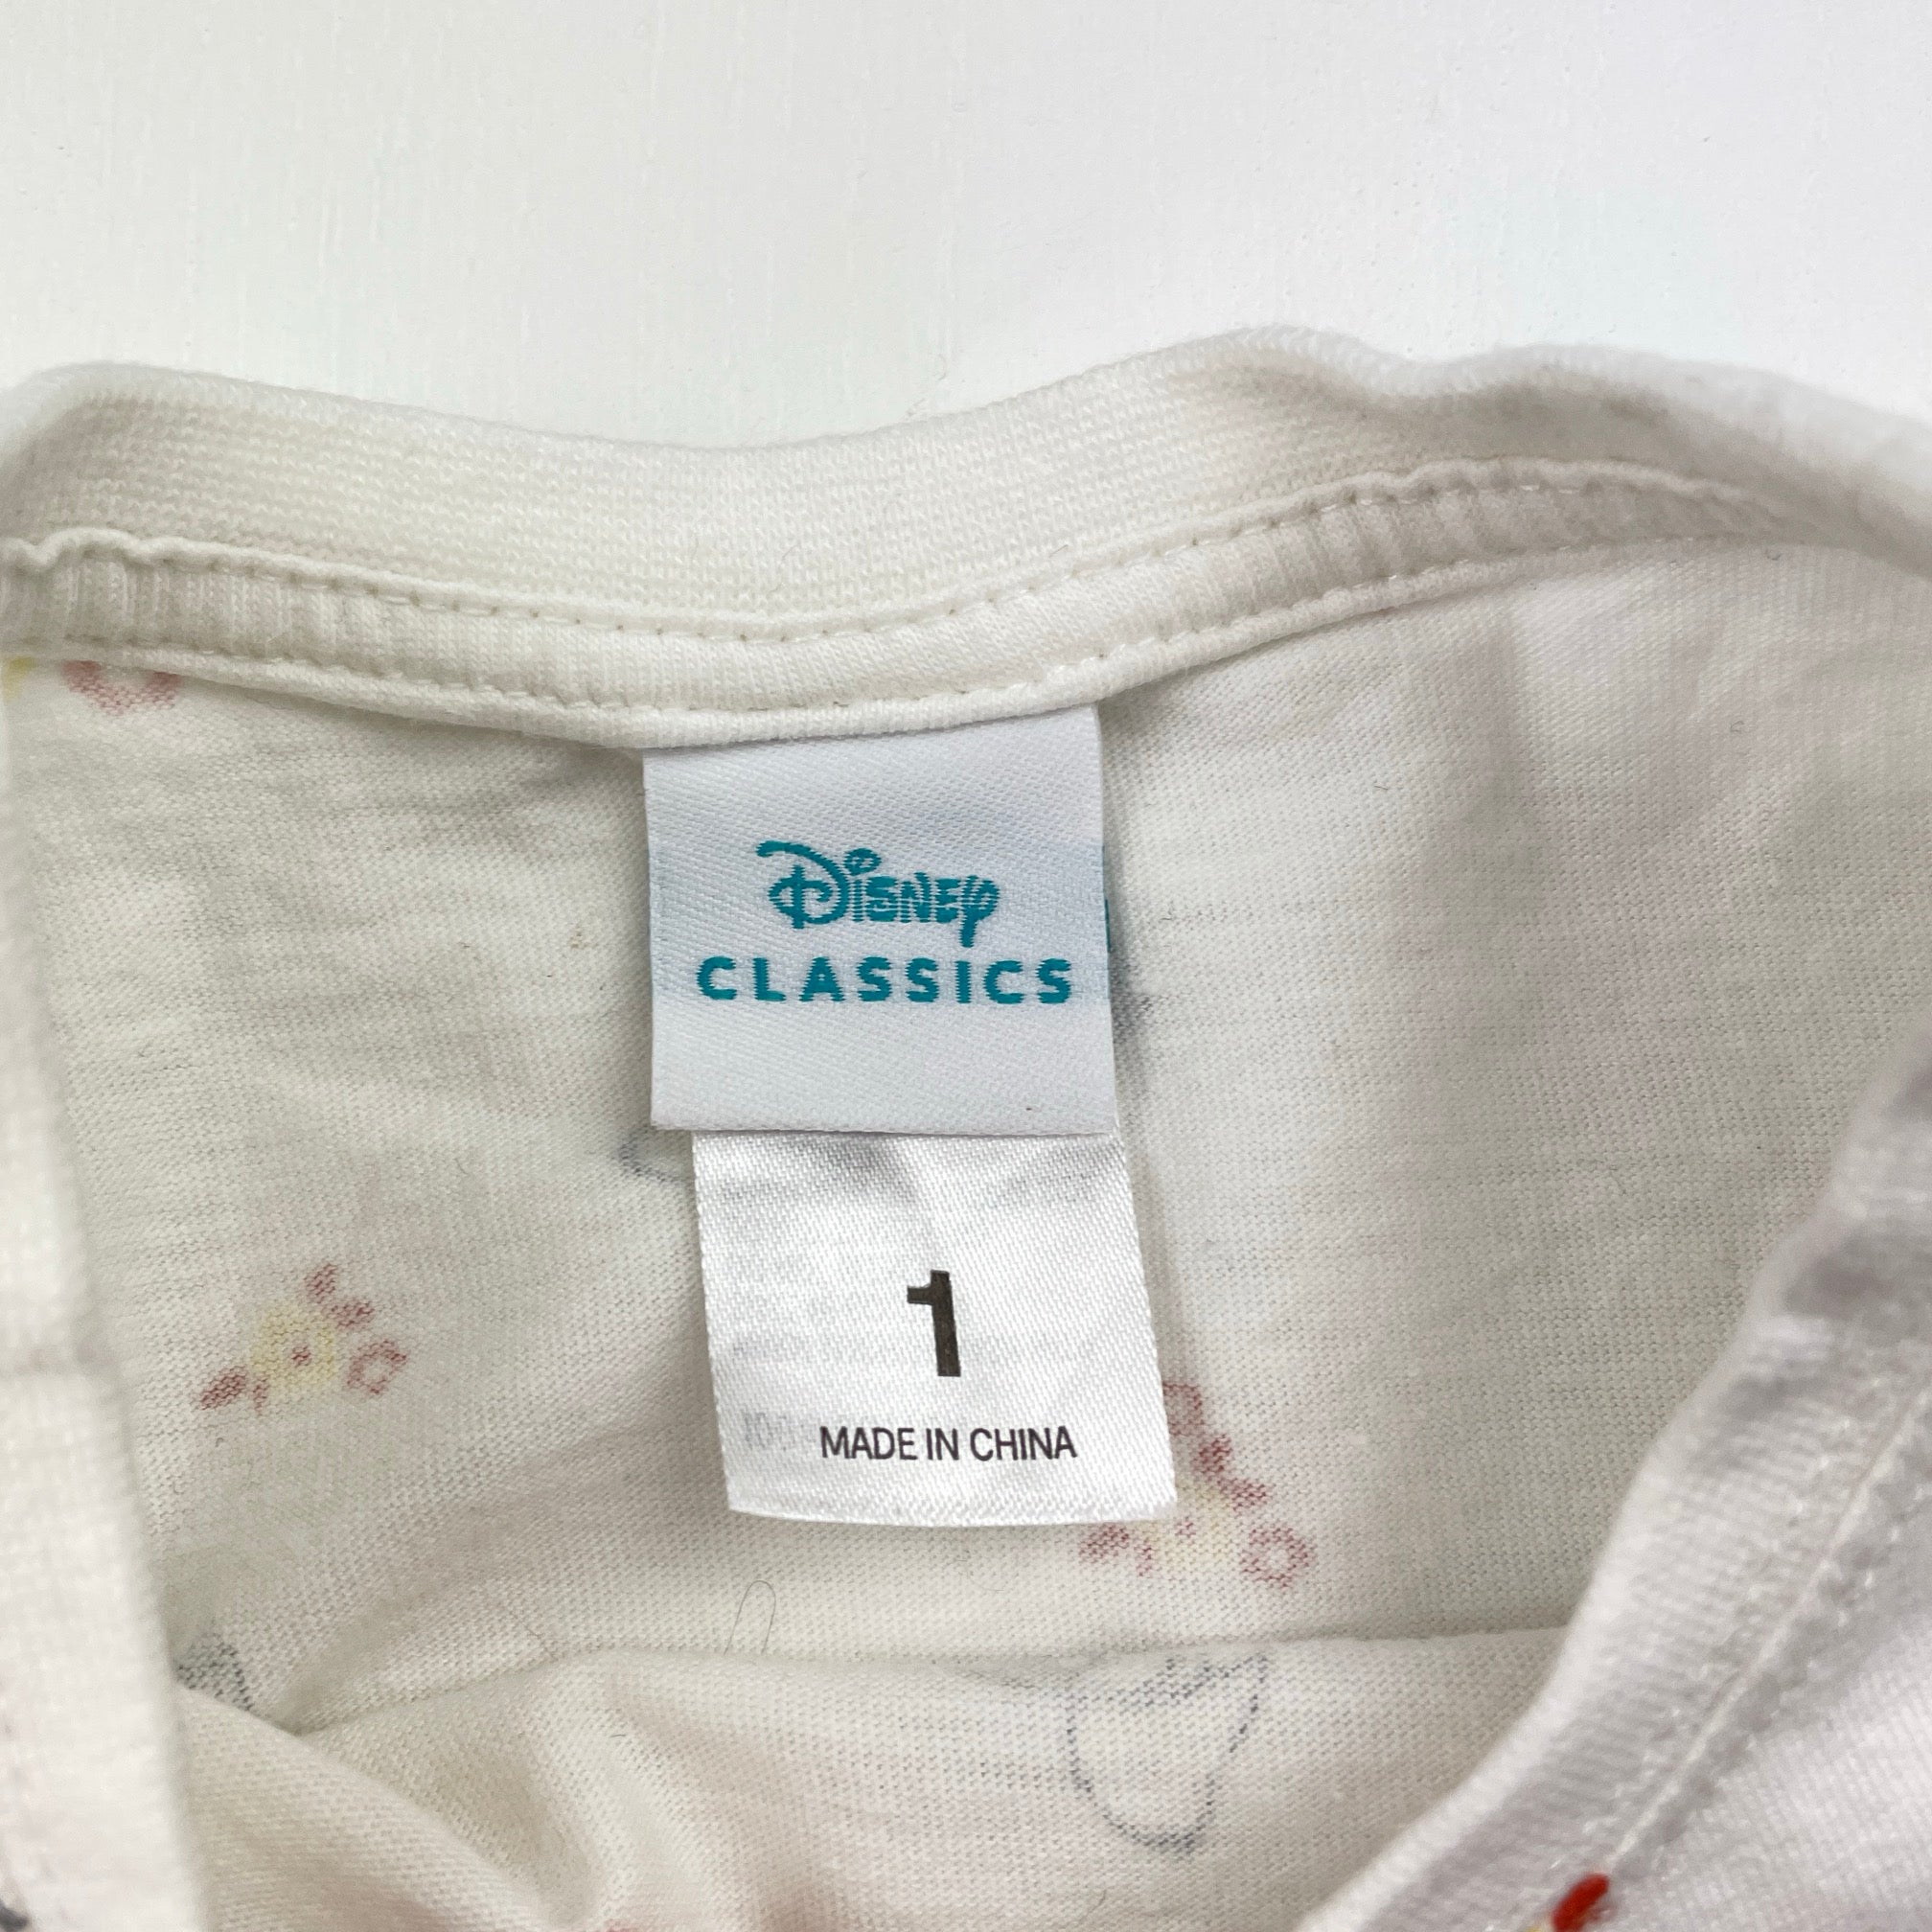 Disney
CLASSICS
1
MADE IN CHINA